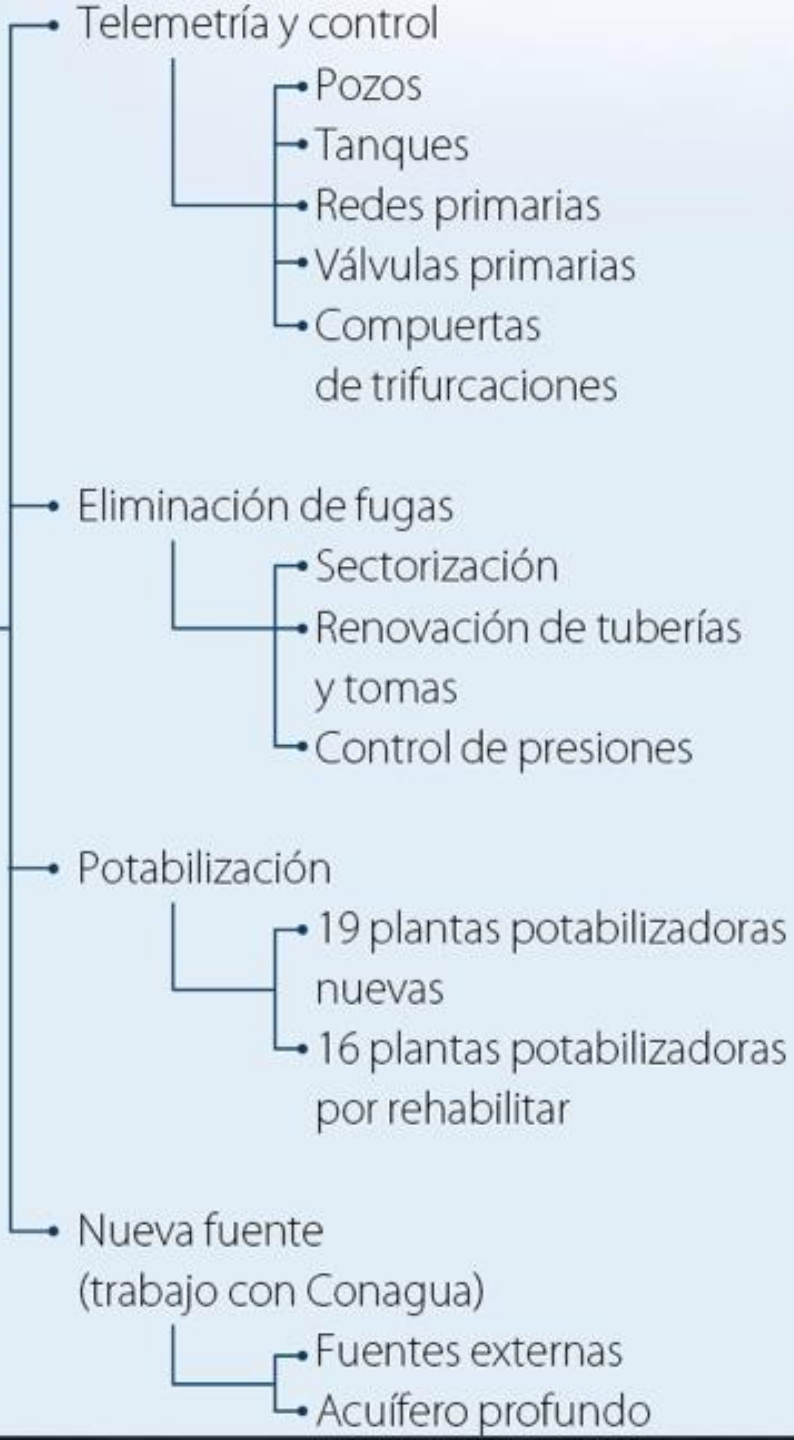 Telemetría y control
Pozos
Tanques
Redes primarias
Válvulas primarias
Compuertas
de trifurcaciones
Eliminación de fugas
Sectorización
Renovación de tuberías
y tomas
Control de presiones
Potabilización
19 plantas potabilizadoras
nuevas
16 plantas potabilizadoras
por rehabilitar
Nueva fuente
(trabajo con Conagua)
Fuentes externas
Acuífero profundo